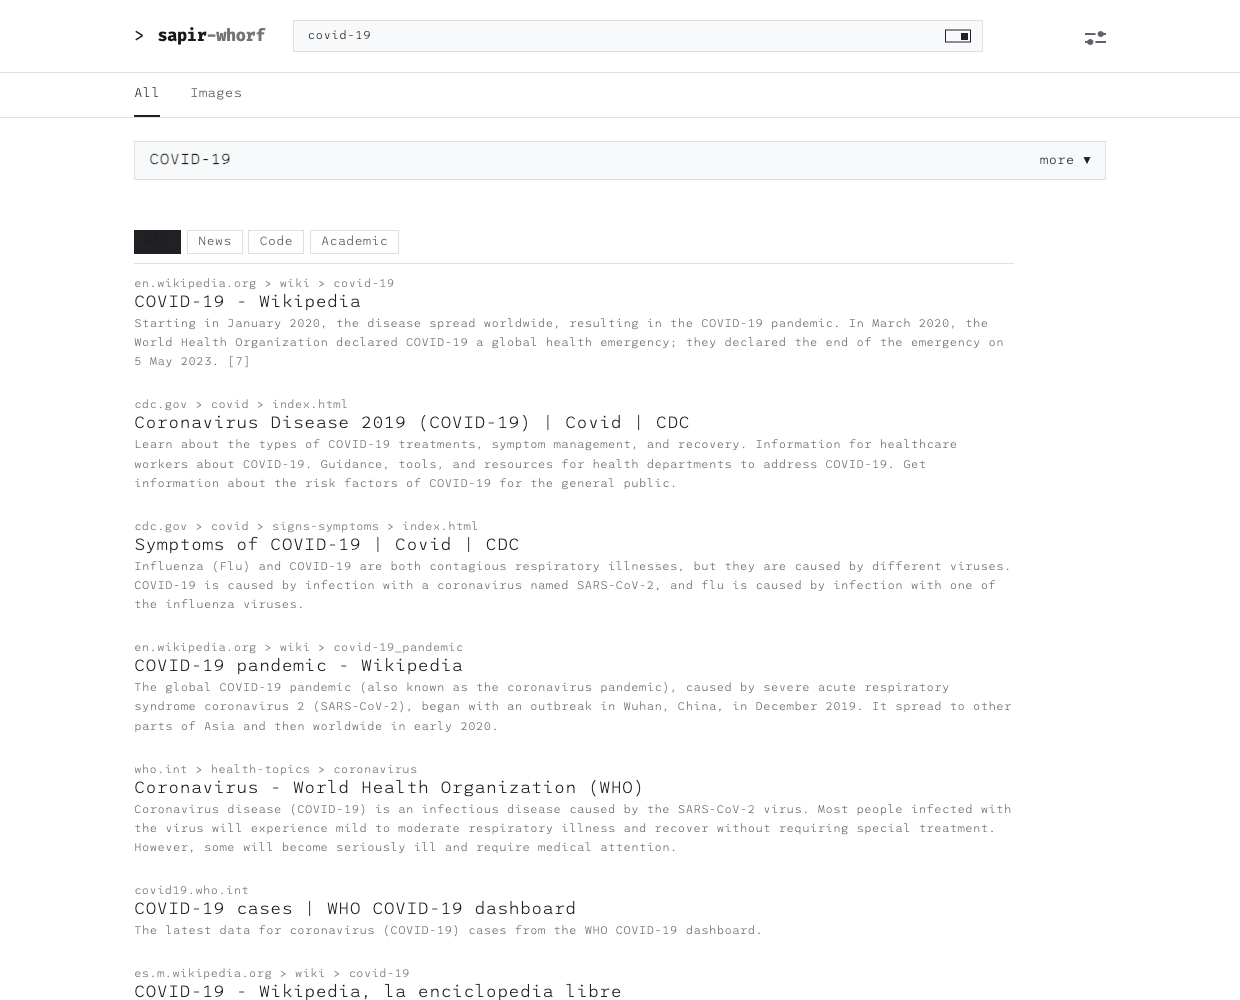 > sapir-whorf
covid-19
All Images
COVID-19
more ▼
News Code Academic
en.wikipedia.org > wiki > covid-19
COVID-19 - Wikipedia
Starting in January 2020, the disease spread worldwide, resulting in the COVID-19 pandemic. In March 2020, the
World Health Organization declared COVID-19 a global health emergency; they declared the end of the emergency on
5 May 2023. [7]
cdc.gov > covid > index.html
Coronavirus Disease 2019 (COVID-19) | Covid | CDC
Learn about the types of COVID-19 treatments, symptom management, and recovery. Information for healthcare
workers about COVID-19. Guidance, tools, and resources for health departments to address COVID-19. Get
information about the risk factors of COVID-19 for the general public.
cdc.gov > covid > signs-symptoms > index.html
Symptoms of COVID-19 | Covid | CDC
Influenza (Flu) and COVID-19 are both contagious respiratory illnesses, but they are caused by different viruses.
COVID-19 is caused by infection with a coronavirus named SARS-CoV-2, and flu is caused by infection with one of
the influenza viruses.
en.wikipedia.org > wiki > covid-19_pandemic
COVID-19 pandemic - Wikipedia
The global COVID-19 pandemic (also known as the coronavirus pandemic), caused by severe acute respiratory
syndrome coronavirus 2 (SARS-CoV-2), began with an outbreak in Wuhan, China, in December 2019. It spread to other
parts of Asia and then worldwide in early 2020.
who.int > health-topics > coronavirus
Coronavirus - World Health Organization (WHO)
Coronavirus disease (COVID-19) is an infectious disease caused by the SARS-CoV-2 virus. Most people infected with
the virus will experience mild to moderate respiratory illness and recover without requiring special treatment.
However, some will become seriously ill and require medical attention.
covid19.who.int
COVID-19 cases | WHO COVID-19 dashboard
The latest data for coronavirus (COVID-19) cases from the WHO COVID-19 dashboard.
es.m.wikipedia.org > wiki > covid-19
COVID-19 - Wikipedia, la enciclopedia libre